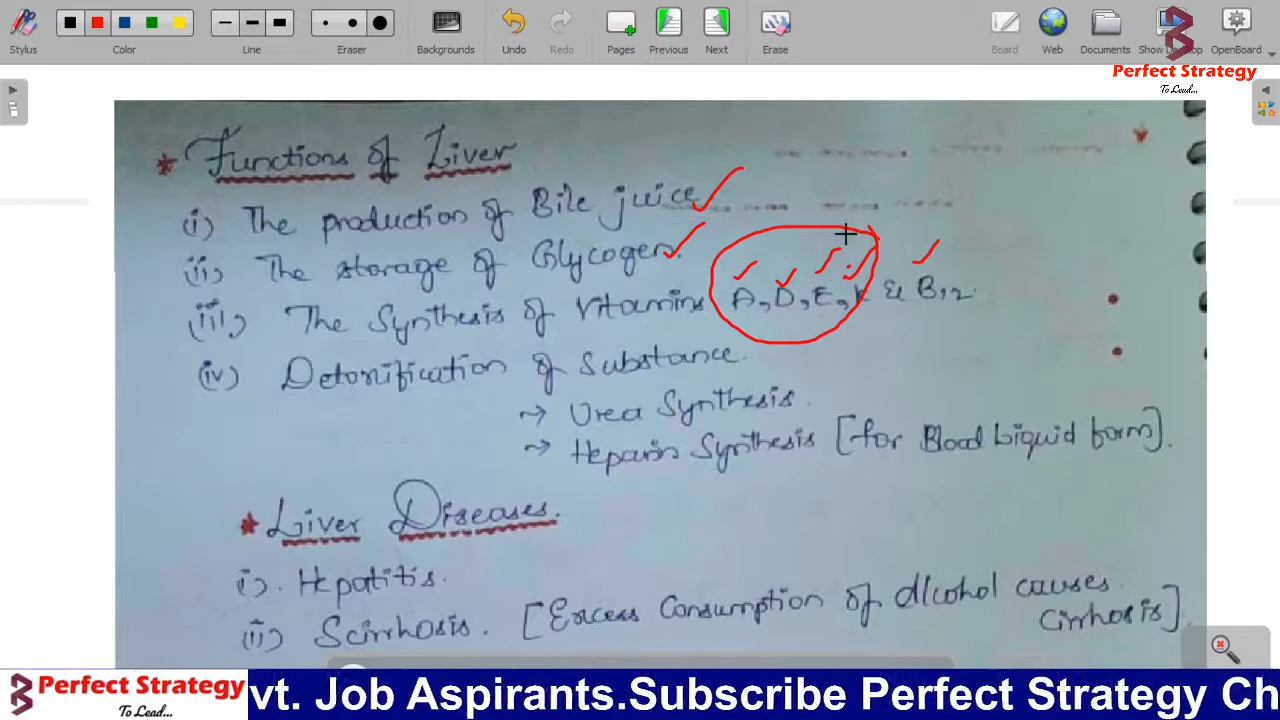 Stylus
Color
Line
Eraser
Backgrounds
Undo
Redo
Pages
Previous
Next
Erase
Board
Web
Documents
Show Desktop
OpenBoard
Perfect Strategy
To Lead...
* Functions of Liver
(i) The production of Bile juice
(ii) The storage of Glycogen.
(iii) The Synthesis of Vitamins A, D, E, K & B12.
(iv) Detoxification of Substance.
→ Urea Synthesis.
→ Heparin Synthesis [for Blood Liquid form].
* Liver Diseases.
i). Hepatitis.
(ii) Scirrhosis. [Excess Consumption of Alcohol causes
cirrhosis].
Perfect Strategy
To Lead...
vt. Job Aspirants.Subscribe Perfect Strategy Ch